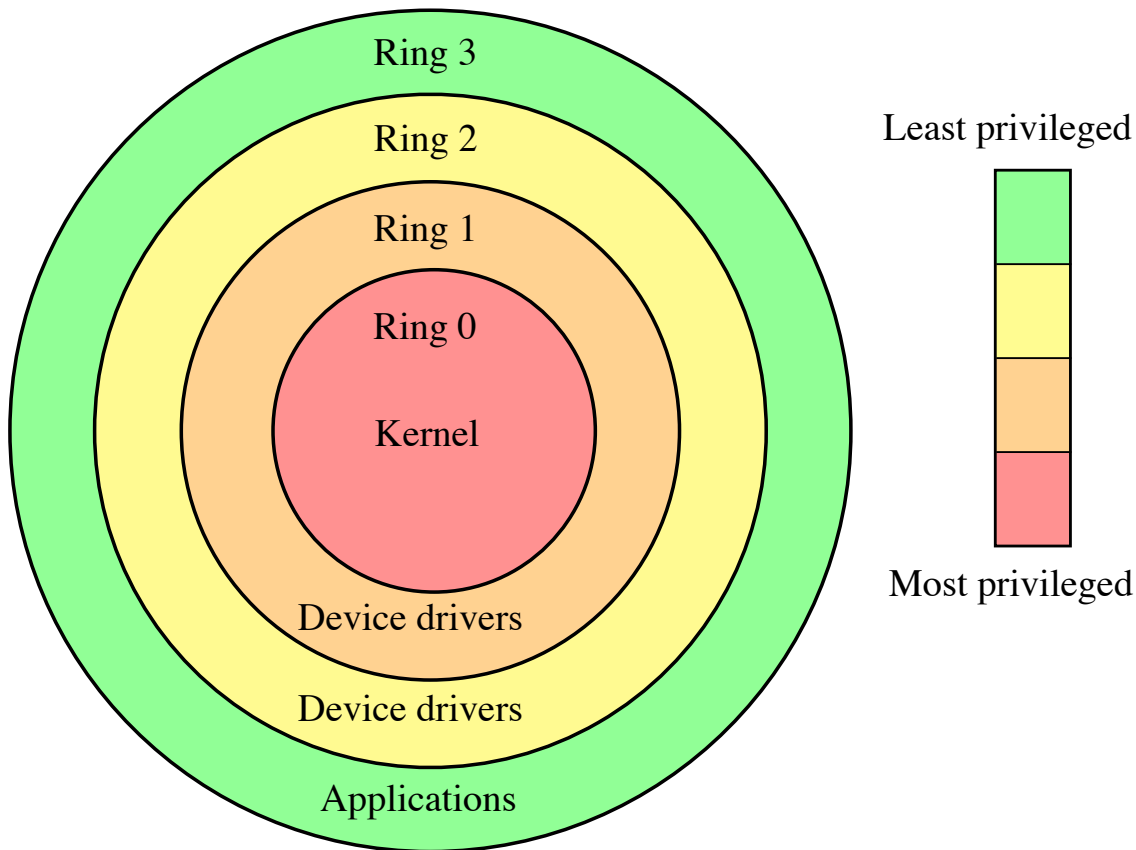 Ring 3
Ring 2
Ring 1
Ring 0
Kernel
Device drivers
Device drivers
Applications
Least privileged
Most privileged